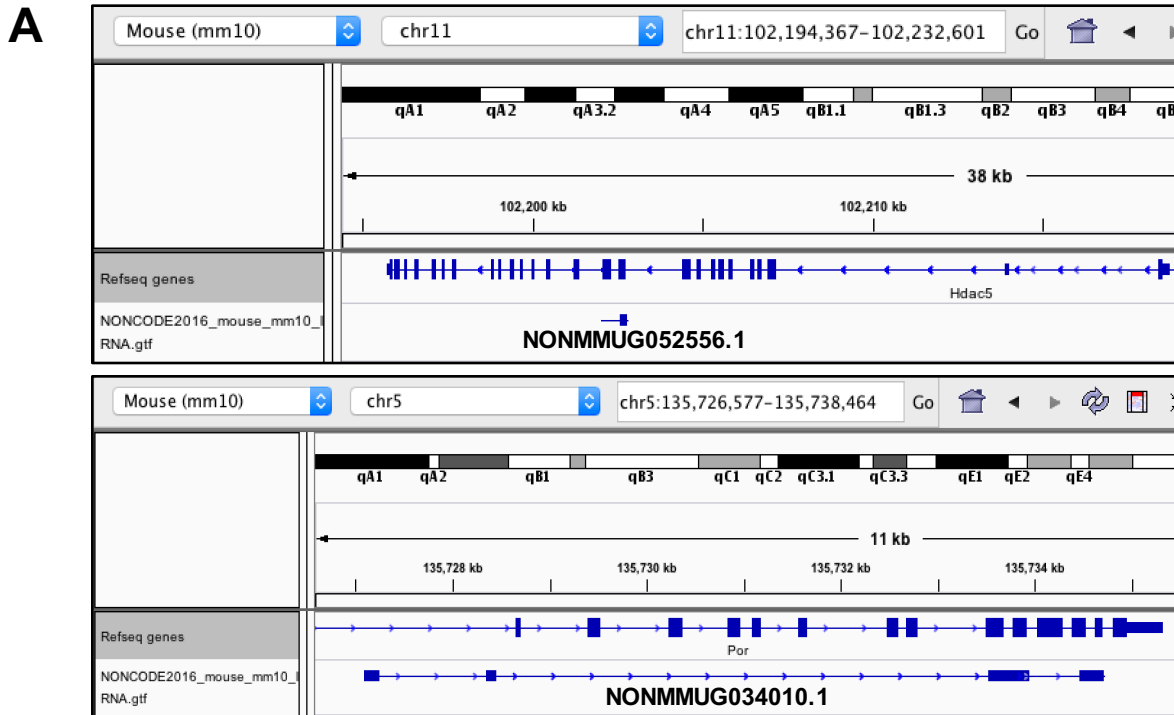 A
Mouse (mm10) chr11 chr11:102,194,367-102,232,601 Go
qA1 qA2 qA3.2 qA4 qA5 qB1.1 qB1.3 qB2 qB3 qB4 qB
38 kb
102,200 kb 102,210 kb
Refseq genes
Hdac5
NONCODE2016_mouse_mm10_l
RNA.gtf
NONMMUG052556.1
Mouse (mm10) chr5 chr5:135,726,577-135,738,464 Go
qA1 qA2 qB1 qB3 qC1 qC2 qC3.1 qC3.3 qE1 qE2 qE4
11 kb
135,728 kb 135,730 kb 135,732 kb 135,734 kb
Refseq genes
Por
NONCODE2016_mouse_mm10_l
RNA.gtf
NONMMUG034010.1